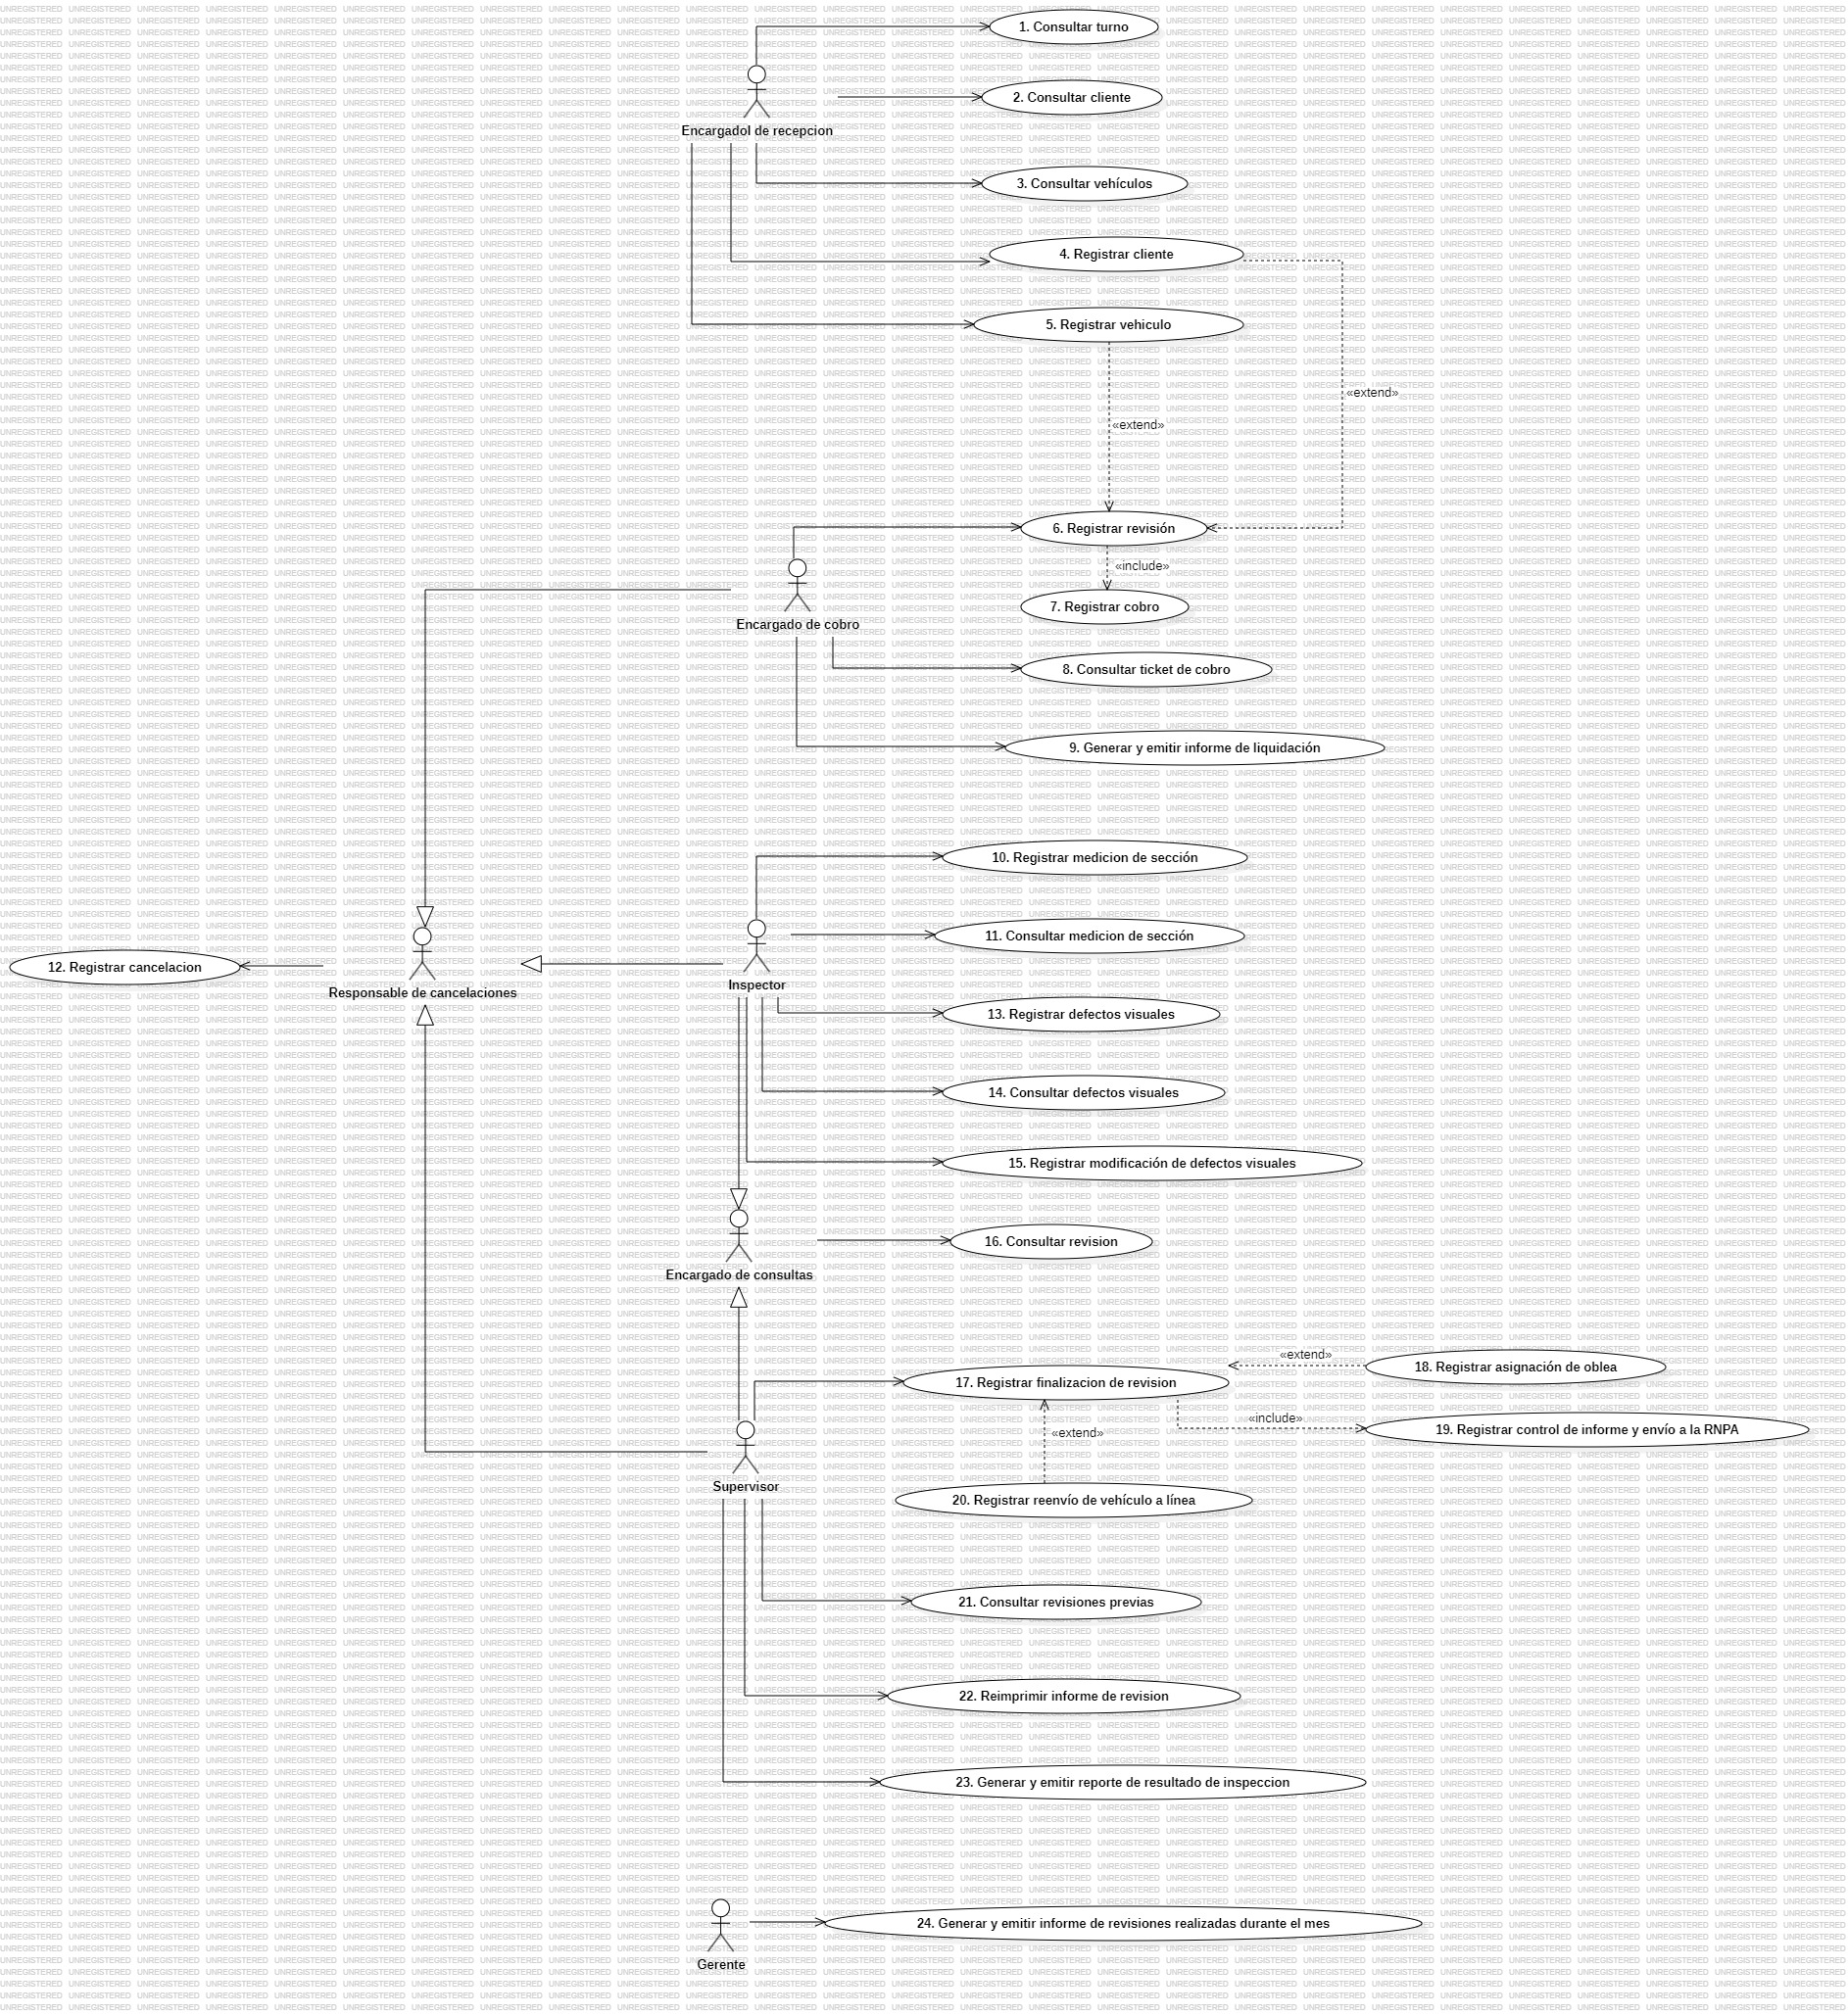 1. Consultar turno
2. Consultar cliente
Encargadol de recepcion
3. Consultar vehículos
4. Registrar cliente
5. Registrar vehiculo
«extend»
«extend»
6. Registrar revisión
«include»
7. Registrar cobro
Encargado de cobro
8. Consultar ticket de cobro
9. Generar y emitir informe de liquidación
10. Registrar medicion de sección
11. Consultar medicion de sección
12. Registrar cancelacion
Responsable de cancelaciones
Inspector
13. Registrar defectos visuales
14. Consultar defectos visuales
15. Registrar modificación de defectos visuales
16. Consultar revision
Encargado de consultas
«extend»
18. Registrar asignación de oblea
17. Registrar finalizacion de revision
«include»
19. Registrar control de informe y envío a la RNPA
«extend»
Supervisor
20. Registrar reenvío de vehículo a línea
21. Consultar revisiones previas
22. Reimprimir informe de revision
23. Generar y emitir reporte de resultado de inspeccion
24. Generar y emitir informe de revisiones realizadas durante el mes
Gerente
UNREGISTERED